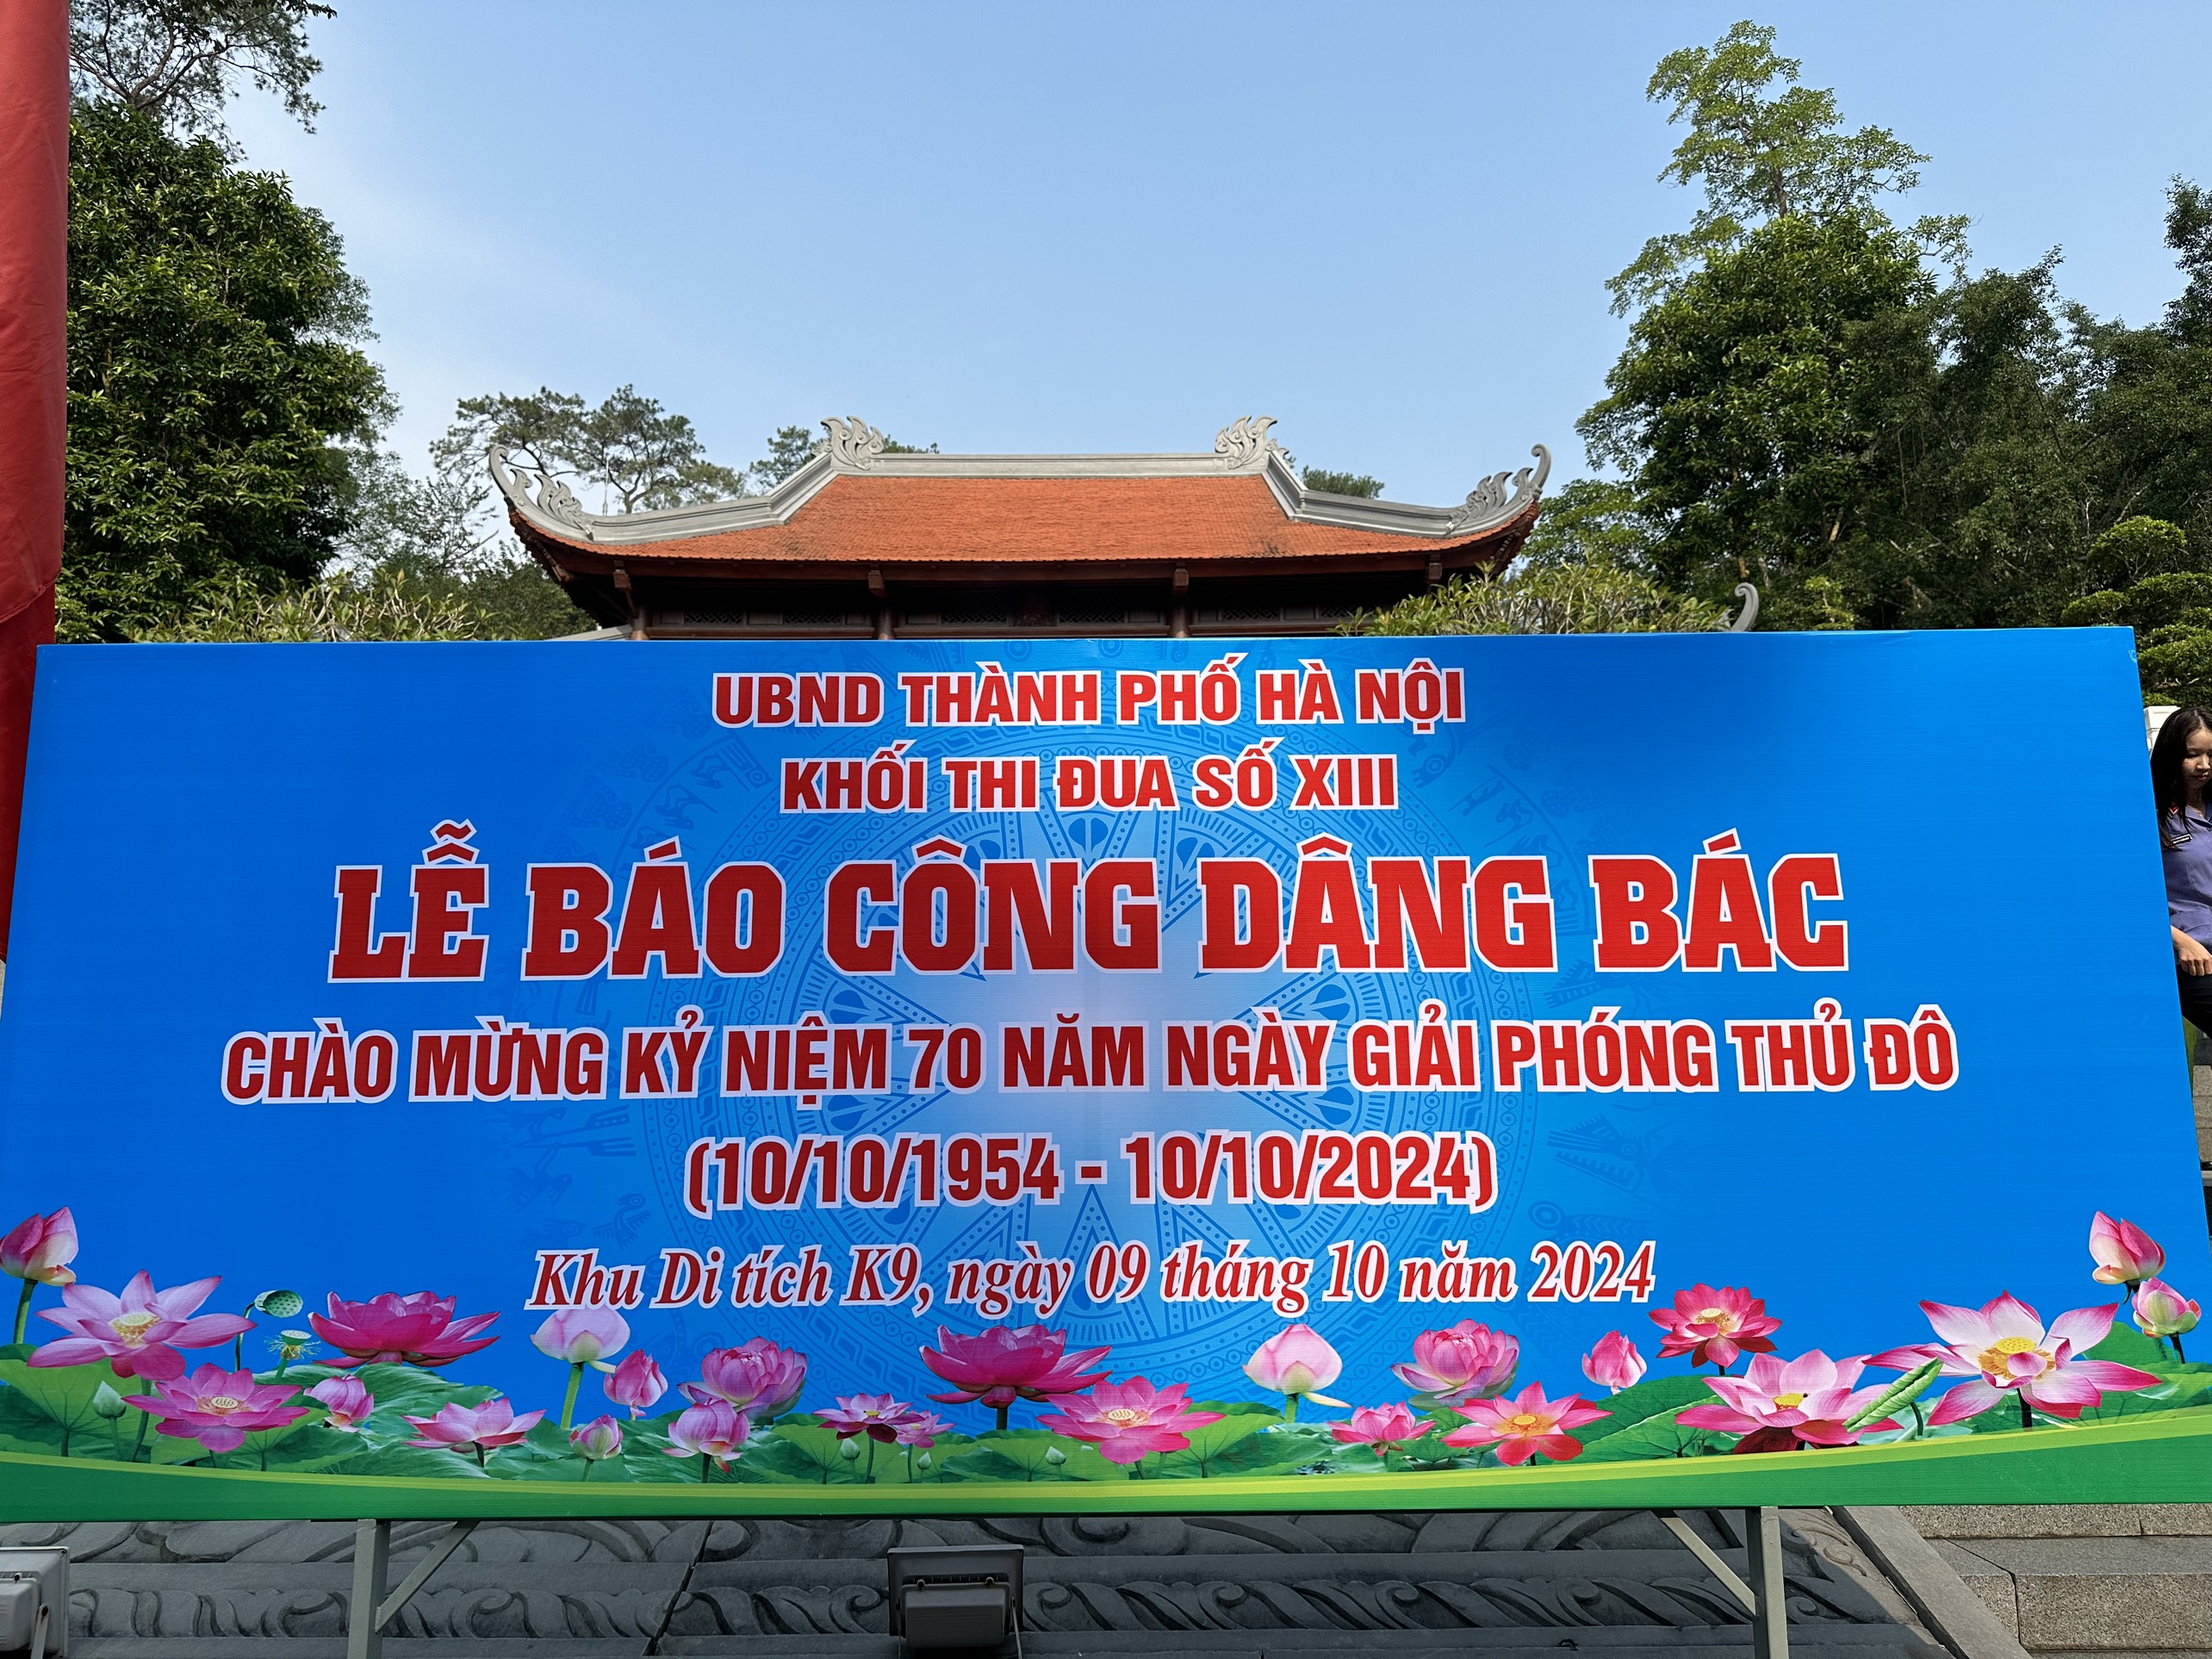 UBND THÀNH PHỐ HÀ NỘI
KHỐI THI ĐUA SỐ XIII
LỄ BÁO CÔNG DÂNG BÁC
CHÀO MỪNG KỶ NIỆM 70 NĂM NGÀY GIẢI PHÓNG THỦ ĐÔ
(10/10/1954 - 10/10/2024)
Khu Di tích K9, ngày 09 tháng 10 năm 2024